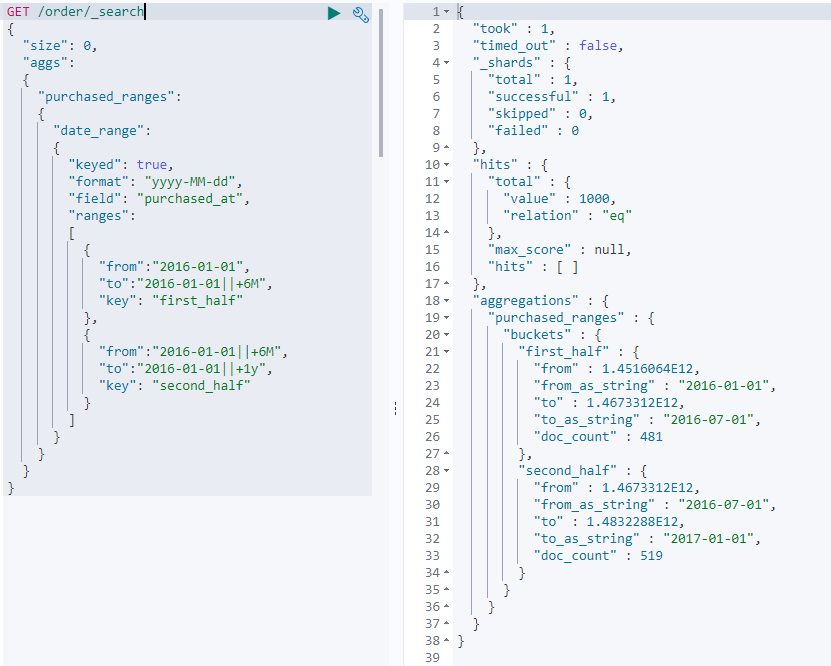 GET /order/_search
{
  "size": 0,
  "aggs":
  {
    "purchased_ranges":
    {
      "date_range":
      {
        "keyed": true,
        "format": "yyyy-MM-dd",
        "field": "purchased_at",
        "ranges":
        [
          {
            "from":"2016-01-01",
            "to":"2016-01-01||+6M",
            "key": "first_half"
          },
          {
            "from":"2016-01-01||+6M",
            "to":"2016-01-01||+1y",
            "key": "second_half"
          }
        ]
      }
    }
  }
}
1 {
2   "took" : 1,
3   "timed_out" : false,
4   "_shards" : {
5     "total" : 1,
6     "successful" : 1,
7     "skipped" : 0,
8     "failed" : 0
9   },
10   "hits" : {
11     "total" : {
12       "value" : 1000,
13       "relation" : "eq"
14     },
15     "max_score" : null,
16     "hits" : [ ]
17   },
18   "aggregations" : {
19     "purchased_ranges" : {
20       "buckets" : {
21         "first_half" : {
22           "from" : 1.4516064E12,
23           "from_as_string" : "2016-01-01",
24           "to" : 1.4673312E12,
25           "to_as_string" : "2016-07-01",
26           "doc_count" : 481
27         },
28         "second_half" : {
29           "from" : 1.4673312E12,
30           "from_as_string" : "2016-07-01",
31           "to" : 1.4832288E12,
32           "to_as_string" : "2017-01-01",
33           "doc_count" : 519
34         }
35       }
36     }
37   }
38 }
39